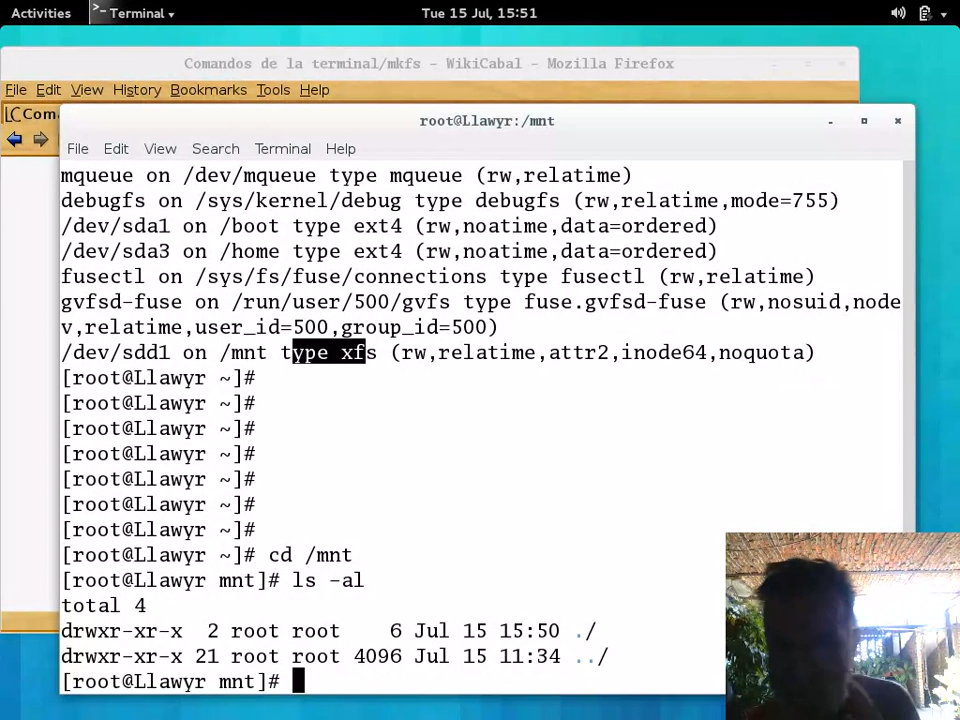 Activities Terminal Tue 15 Jul, 15:51
Comandos de la terminal/mkfs - WikiCabal - Mozilla Firefox
File Edit View History Bookmarks Tools Help
Com
root@Llawyr:/mnt
File Edit View Search Terminal Help
mqueue on /dev/mqueue type mqueue (rw,relatime)
debugfs on /sys/kernel/debug type debugfs (rw,relatime,mode=755)
/dev/sda1 on /boot type ext4 (rw,noatime,data=ordered)
/dev/sda3 on /home type ext4 (rw,noatime,data=ordered)
fusectl on /sys/fs/fuse/connections type fusectl (rw,relatime)
gvfsd-fuse on /run/user/500/gvfs type fuse.gvfsd-fuse (rw,nosuid,node
v,relatime,user_id=500,group_id=500)
/dev/sdd1 on /mnt type xfs (rw,relatime,attr2,inode64,noquota)
[root@Llawyr ~]#
[root@Llawyr ~]#
[root@Llawyr ~]#
[root@Llawyr ~]#
[root@Llawyr ~]#
[root@Llawyr ~]#
[root@Llawyr ~]#
[root@Llawyr ~]# cd /mnt
[root@Llawyr mnt]# ls -al
total 4
drwxr-xr-x 2 root root 6 Jul 15 15:50 ./
drwxr-xr-x 21 root root 4096 Jul 15 11:34 ../
[root@Llawyr mnt]#